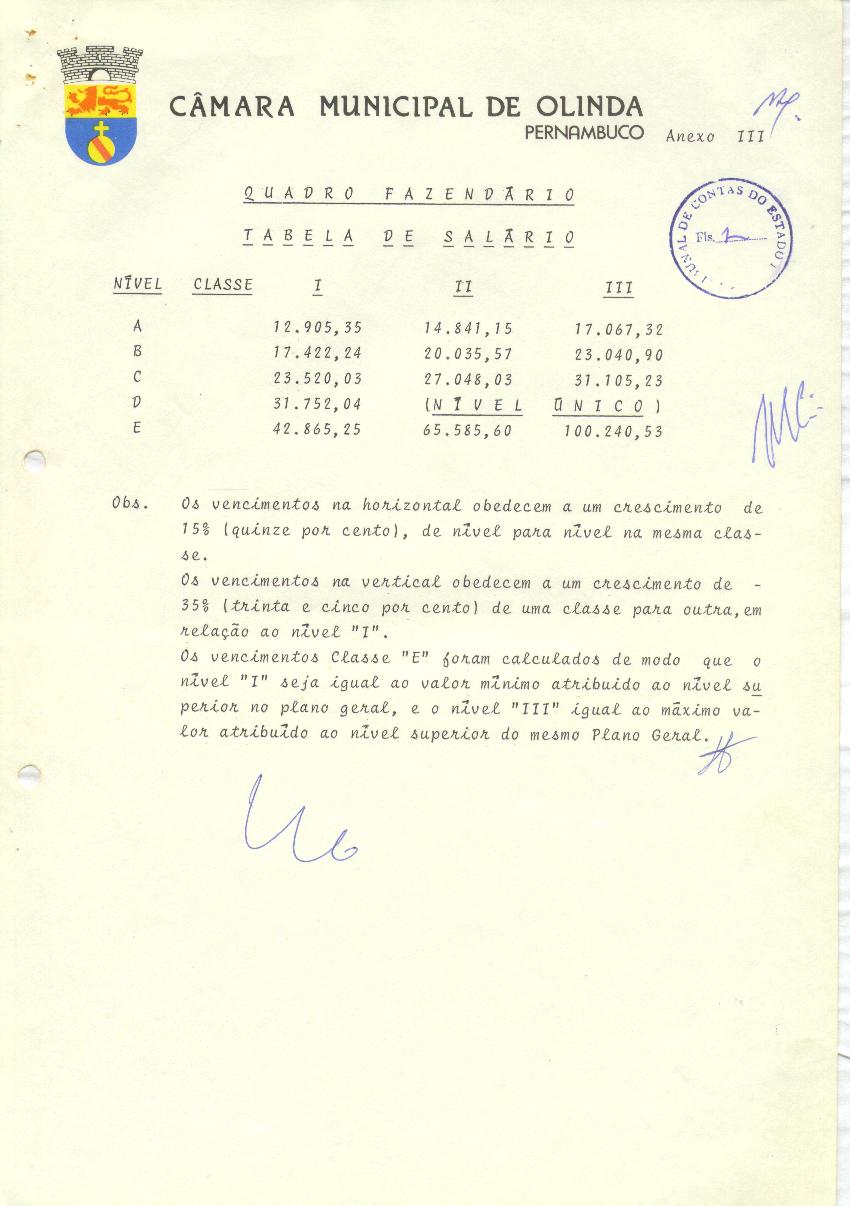 CÂMARA MUNICIPAL DE OLINDA
PERNAMBUCO
Anexo III
QUADRO FAZENDÁRIO
TABELA DE SALÁRIO
TRIBUNAL DE CONTAS DO ESTADO
Fls.
NÍVEL CLASSE I II III
A 12.905,35 14.841,15 17.067,32
B 17.422,24 20.035,57 23.040,90
C 23.520,03 27.048,03 31.105,23
D 31.752,04 (NÍVEL ÚNICO)
E 42.865,25 65.585,60 100.240,53
Obs. Os vencimentos na horizontal obedecem a um crescimento de
15% (quinze por cento), de nível para nível na mesma clas-
se.
Os vencimentos na vertical obedecem a um crescimento de -
35% (trinta e cinco por cento) de uma classe para outra, em
relação ao nível "I".
Os vencimentos Classe "E" foram calculados de modo que o
nível "I" seja igual ao valor mínimo atribuido ao nível su
perior no plano geral, e o nível "III" igual ao máximo va-
lor atribuído ao nível superior do mesmo Plano Geral.